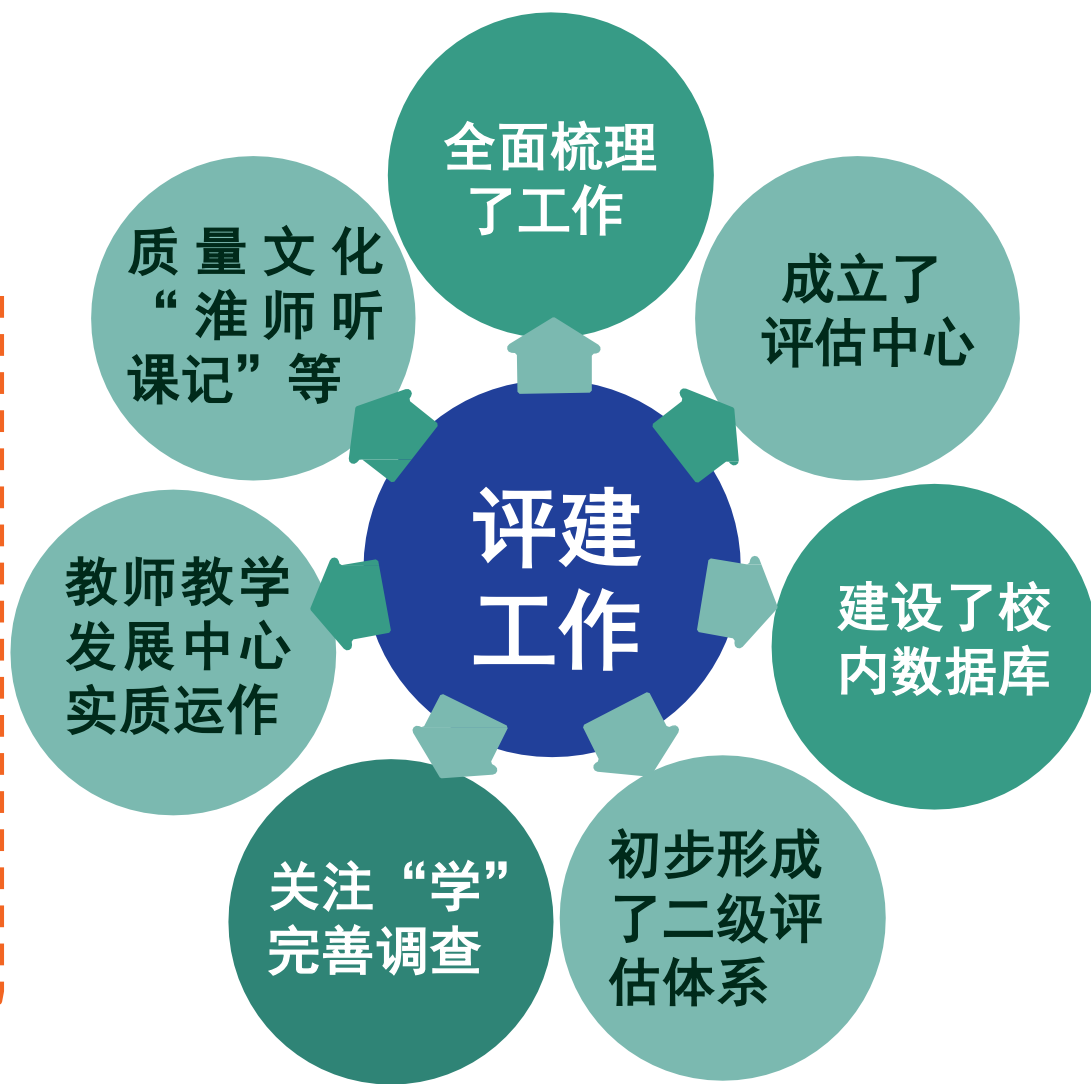 全面梳理
了工作
成立了
评估中心
建设了校
内数据库
初步形成
了二级评
估体系
关注“学”
完善调查
教师教学
发展中心
实质运作
质量文化
“淮师听
课记”等
评建
工作